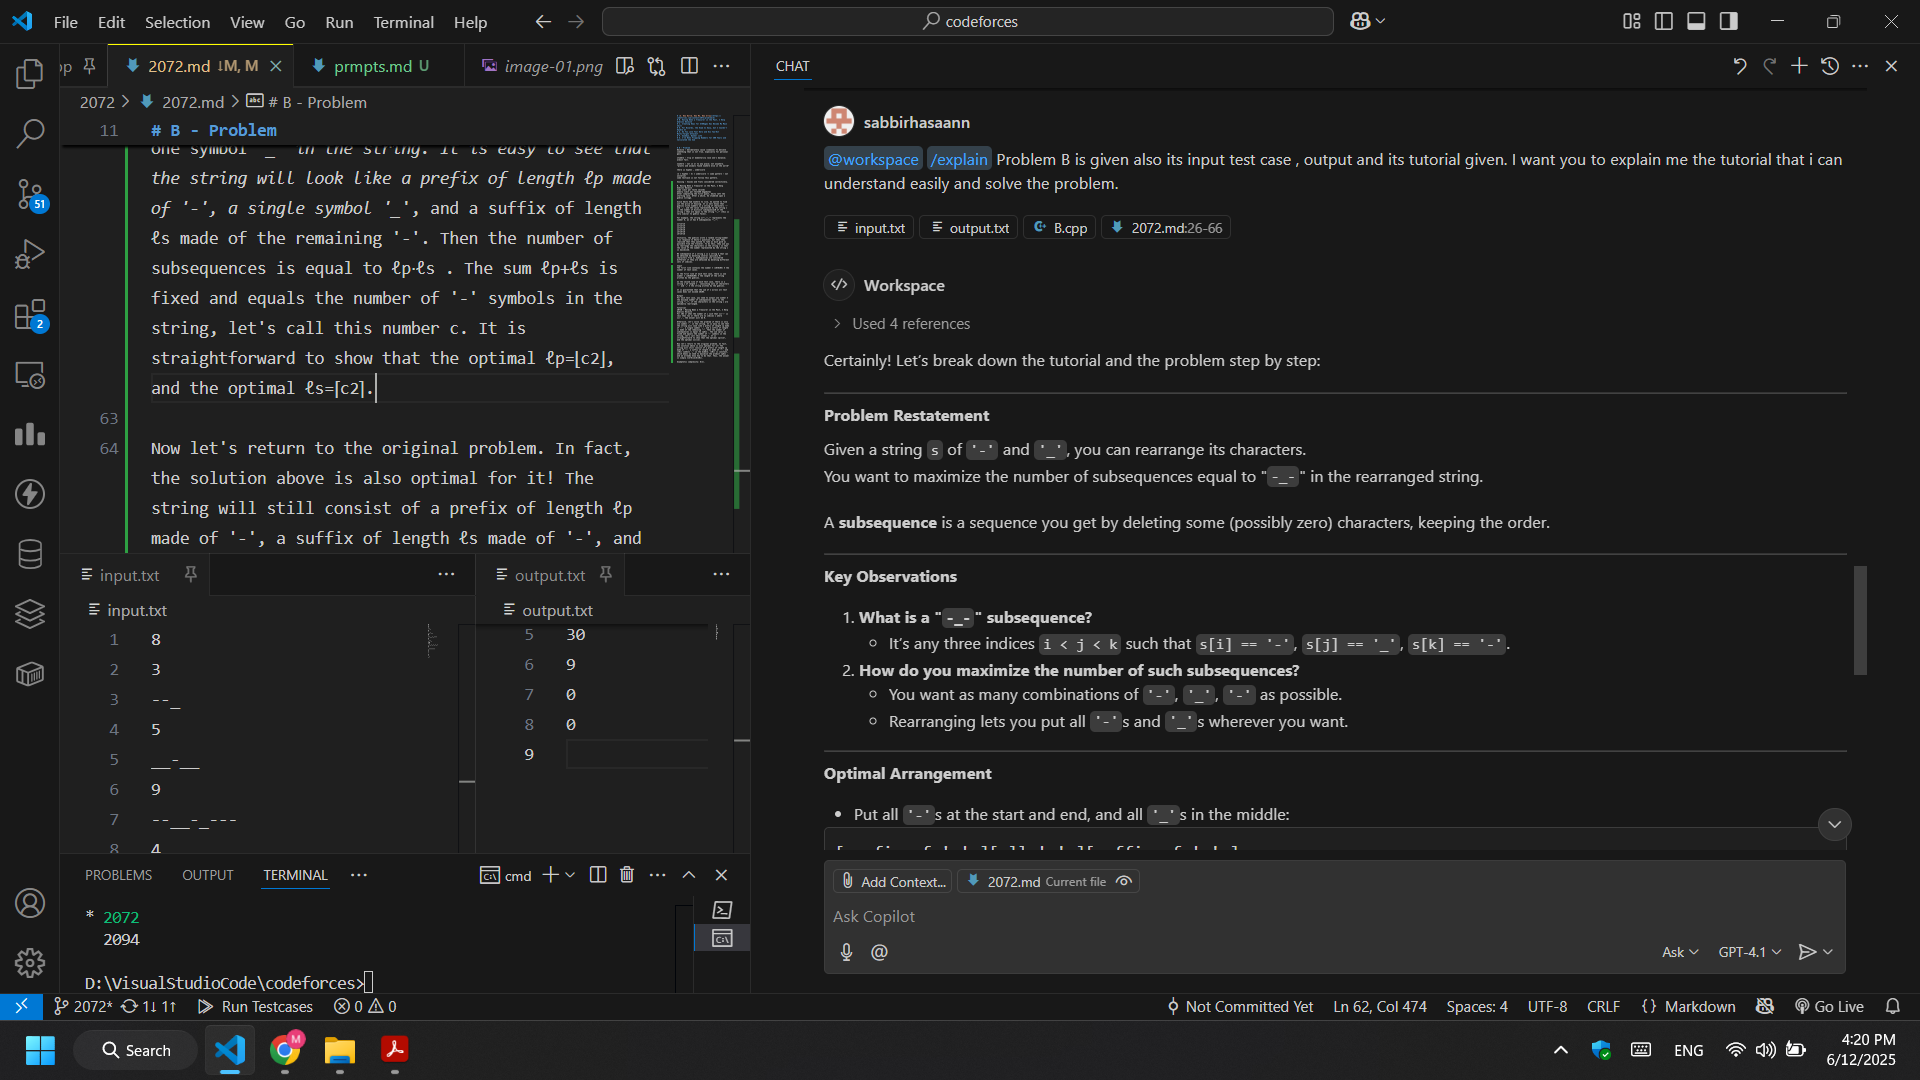 File Edit Selection View Go Run Terminal Help
codeforces
pp
2072.md ↓M, M
prmpts.md U
image-01.png
2072 > 2072.md > # B - Problem
11 # B - Problem
one symbol '_' in the string. It is easy to see that
the string will look like a prefix of length ℓp made
of '-', a single symbol '_', and a suffix of length
ℓs made of the remaining '-'. Then the number of
subsequences is equal to ℓp⋅ℓs . The sum ℓp+ℓs is
fixed and equals the number of '-' symbols in the
string, let's call this number c. It is
straightforward to show that the optimal ℓp=⌊c2⌋,
and the optimal ℓs=⌈c2⌉.
63
64 Now let's return to the original problem. In fact,
the solution above is also optimal for it! The
string will still consist of a prefix of length ℓp
made of '-', a suffix of length ℓs made of '-', and
input.txt
input.txt
1 8
2 3
3 --_
4 5
5 __-__
6 9
7 --__-_---
8 4
output.txt
output.txt
5 30
6 9
7 0
8 0
9
PROBLEMS OUTPUT TERMINAL
cmd
* 2072
2094
D:\VisualStudioCode\codeforces>
CHAT
sabbirhasaann
@workspace /explain Problem B is given also its input test case , output and its tutorial given. I want you to explain me the tutorial that i can
understand easily and solve the problem.
input.txt output.txt B.cpp 2072.md:26-66
Workspace
Used 4 references
Certainly! Let's break down the tutorial and the problem step by step:
Problem Restatement
Given a string s of '-' and '_', you can rearrange its characters.
You want to maximize the number of subsequences equal to "-_-" in the rearranged string.
A subsequence is a sequence you get by deleting some (possibly zero) characters, keeping the order.
Key Observations
1. What is a "-_-" subsequence?
It's any three indices i < j < k such that s[i] == '-', s[j] == '_', s[k] == '-'.
2. How do you maximize the number of such subsequences?
You want as many combinations of '-', '_', '-' as possible.
Rearranging lets you put all '-'s and '_'s wherever you want.
Optimal Arrangement
Put all '-'s at the start and end, and all '_'s in the middle:
Add Context... 2072.md Current file
Ask Copilot
Ask GPT-4.1
51
2
2072* 1↓ 1↑ Run Testcases 0 0
Not Committed Yet Ln 62, Col 474 Spaces: 4 UTF-8 CRLF {} Markdown Go Live
Search
M
ENG
4:20 PM
6/12/2025